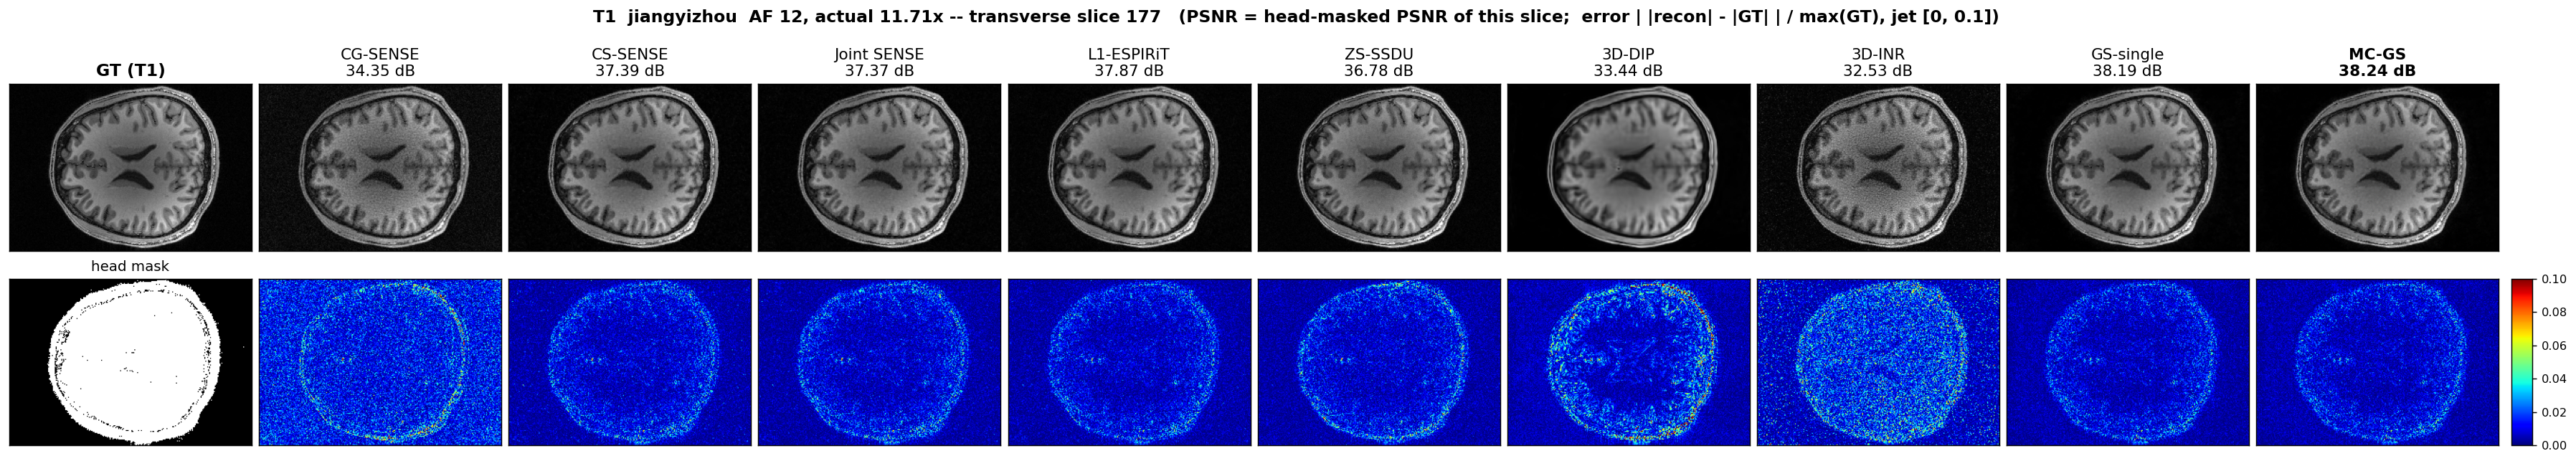 T1 jiangyizhou AF 12, actual 11.71x -- transverse slice 177 (PSNR = head-masked PSNR of this slice; error | |recon| - |GT| | / max(GT), jet [0, 0.1])
GT (T1)
CG-SENSE
34.35 dB
CS-SENSE
37.39 dB
Joint SENSE
37.37 dB
L1-ESPIRiT
37.87 dB
ZS-SSDU
36.78 dB
3D-DIP
33.44 dB
3D-INR
32.53 dB
GS-single
38.19 dB
MC-GS
38.24 dB
head mask
0.10
0.08
0.06
0.04
0.02
0.00